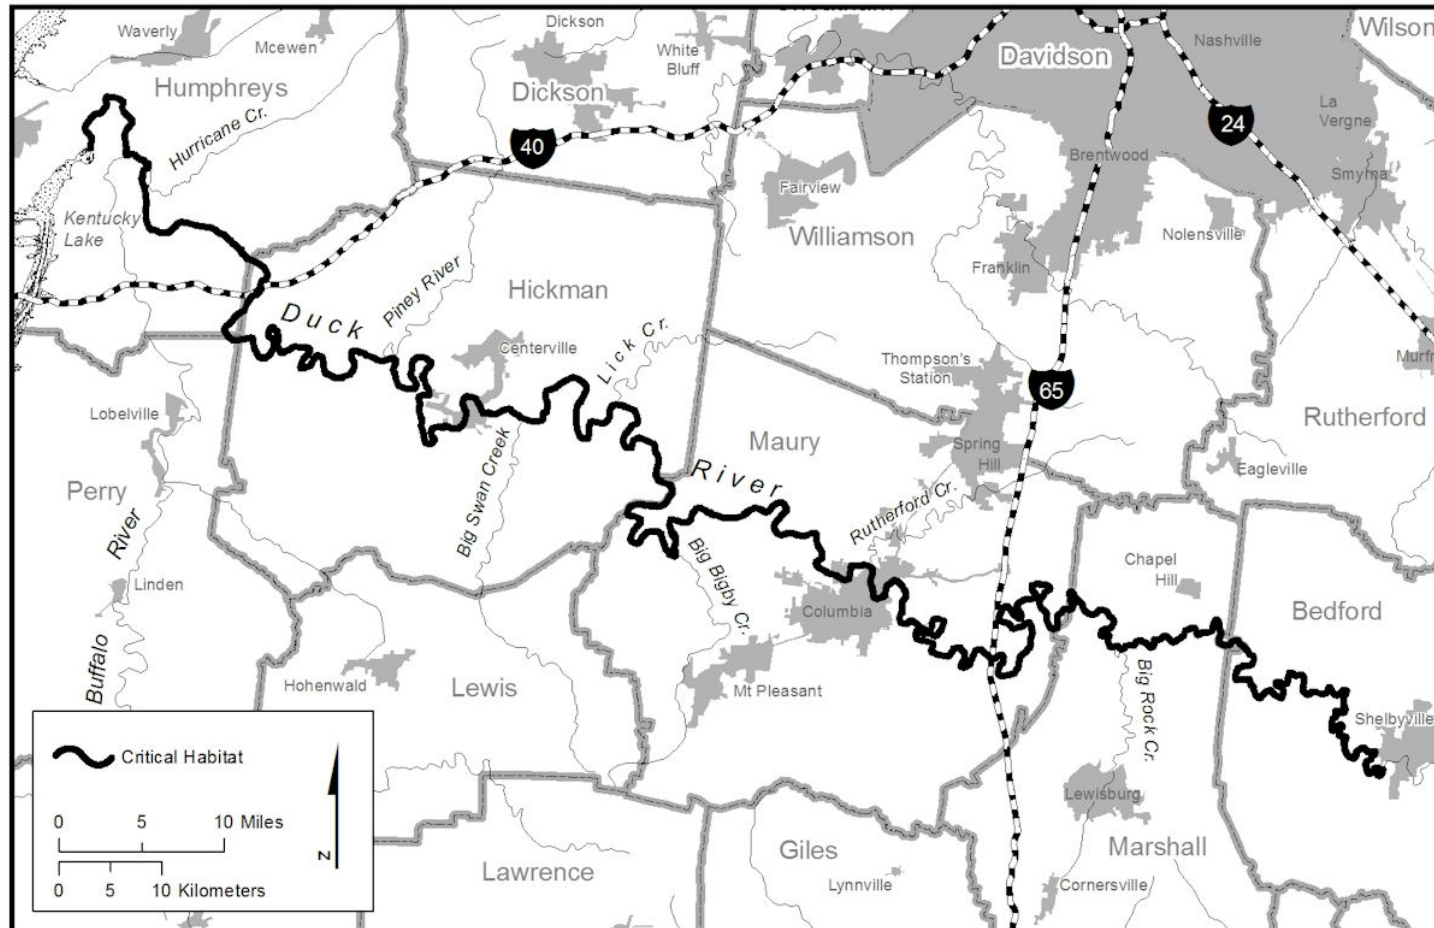 Waverly
Mcewen
Dickson
White
Bluff
Nashville
Wilson
Davidson
Humphreys
Dickson
La
Vergne
24
Hurricane Cr.
40
Brentwood
Smyrna
Fairview
Kentucky
Lake
Williamson
Nolensville
Franklin
Piney River
Hickman
Duck
Centerville
Lick Cr.
Thompson's
Station
65
Murfr
Lobelville
Rutherford
Maury
Spring
Hill
Eagleville
Perry
River
Big Swan Creek
River
Rutherford Cr.
Big Bigby Cr.
Chapel
Hill
Linden
Columbia
Bedford
Buffalo
Hohenwald
Lewis
Mt Pleasant
Big Rock Cr.
Shelbyville
Critical Habitat
0 5 10 Miles
0 5 10 Kilometers
N
Lewisburg
Lawrence
Giles
Marshall
Lynnville
Cornersville